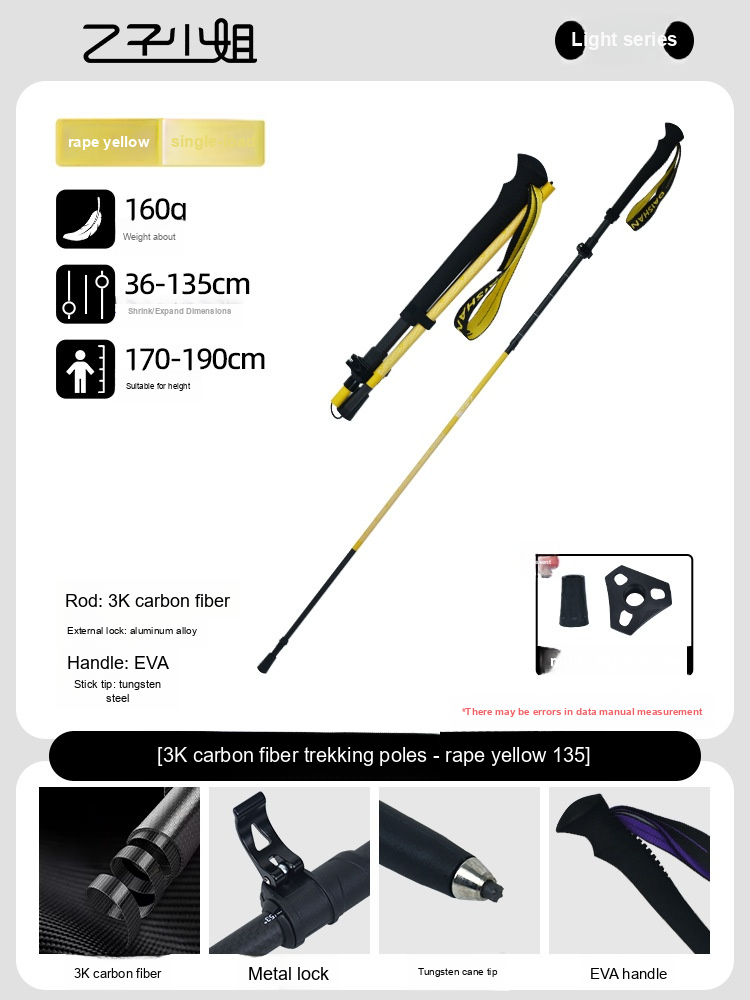 乙子小姐
Light series
rape yellow
single
160g
Weight about
36-135cm
Shrink/Expand Dimensions
170-190cm
Suitable for height
DAISHAN
Rod: 3K carbon fiber
External lock: aluminum alloy
Handle: EVA
Stick tip: tungsten
steel
*There may be errors in data manual measurement
[3K carbon fiber trekking poles - rape yellow 135]
3K carbon fiber
Metal lock
Tungsten cane tip
EVA handle